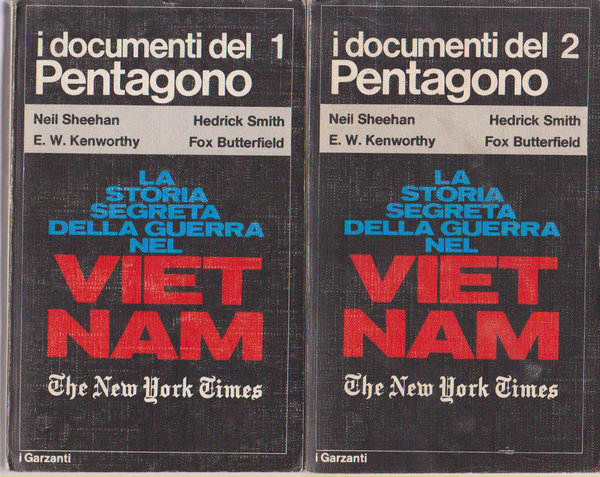 i documenti del 1
Pentagono
Neil Sheehan Hedrick Smith
E. W. Kenworthy Fox Butterfield
LA
STORIA
SEGRETA
DELLA GUERRA
NEL
VIET
NAM
The New York Times
i Garzanti
i documenti del 2
Pentagono
Neil Sheehan Hedrick Smith
E. W. Kenworthy Fox Butterfield
LA
STORIA
SEGRETA
DELLA GUERRA
NEL
VIET
NAM
The New York Times
i Garzanti